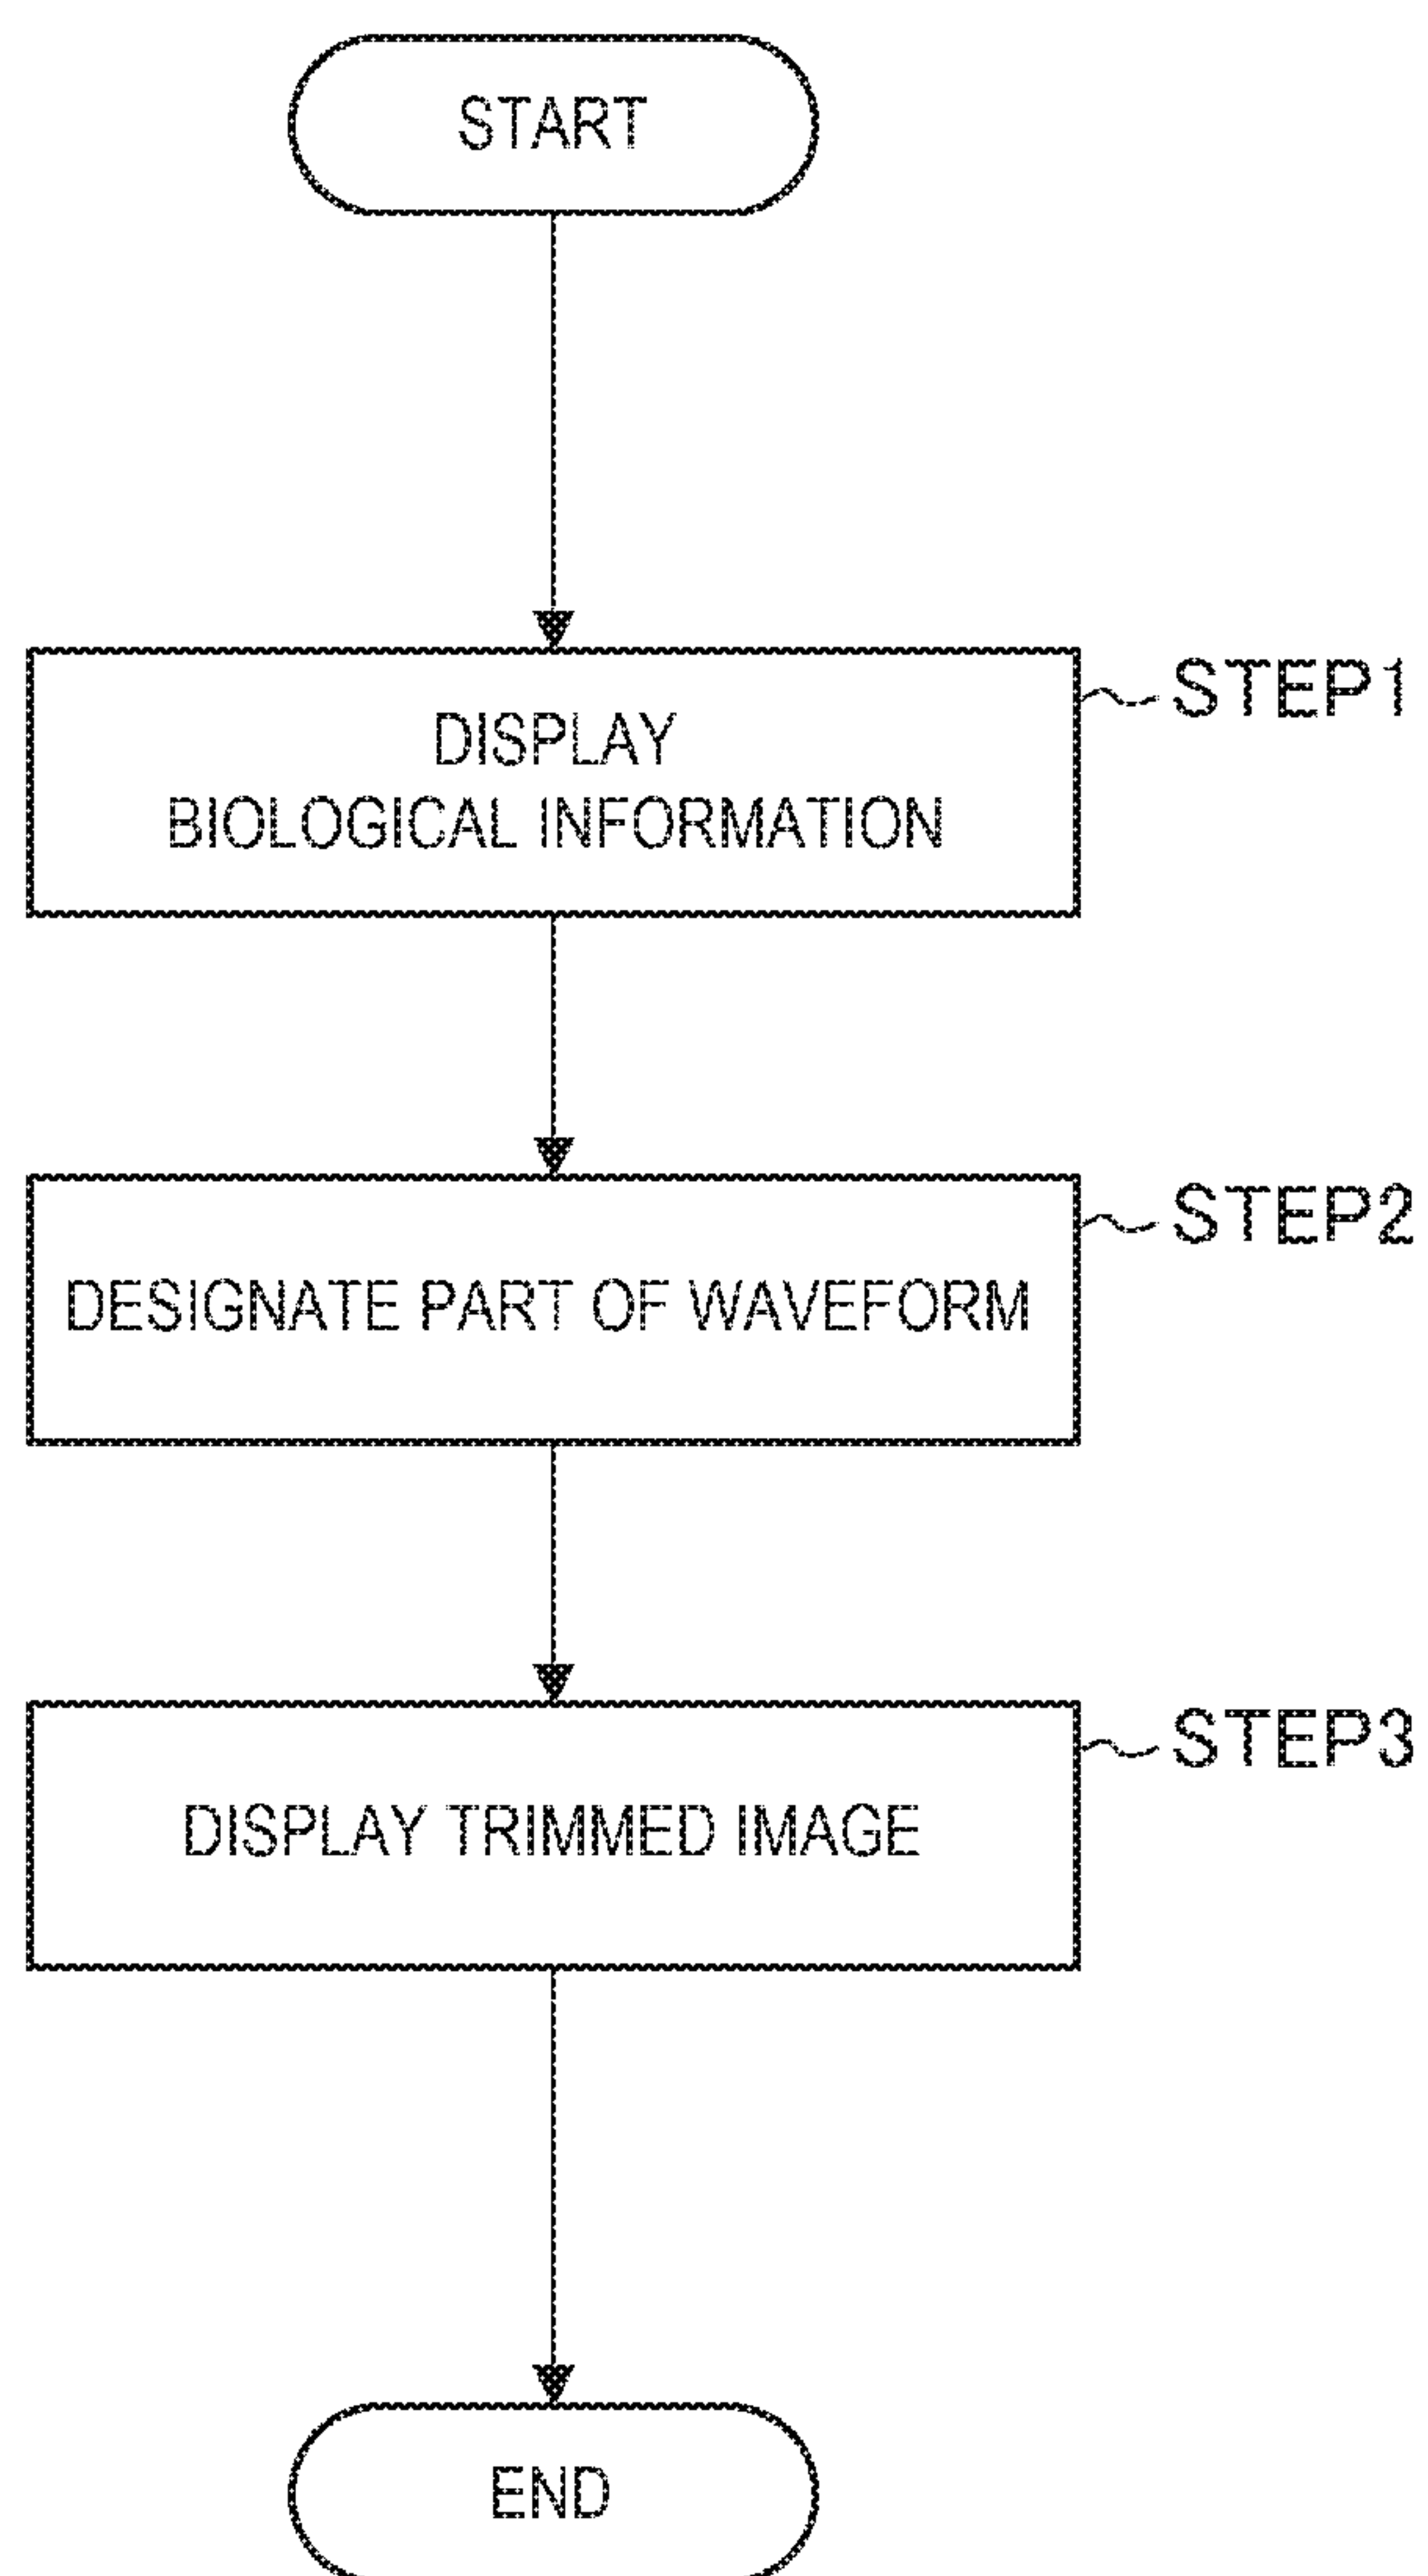 START
DISPLAY
BIOLOGICAL INFORMATION
STEP1
DESIGNATE PART OF WAVEFORM
STEP2
DISPLAY TRIMMED IMAGE
STEP3
END